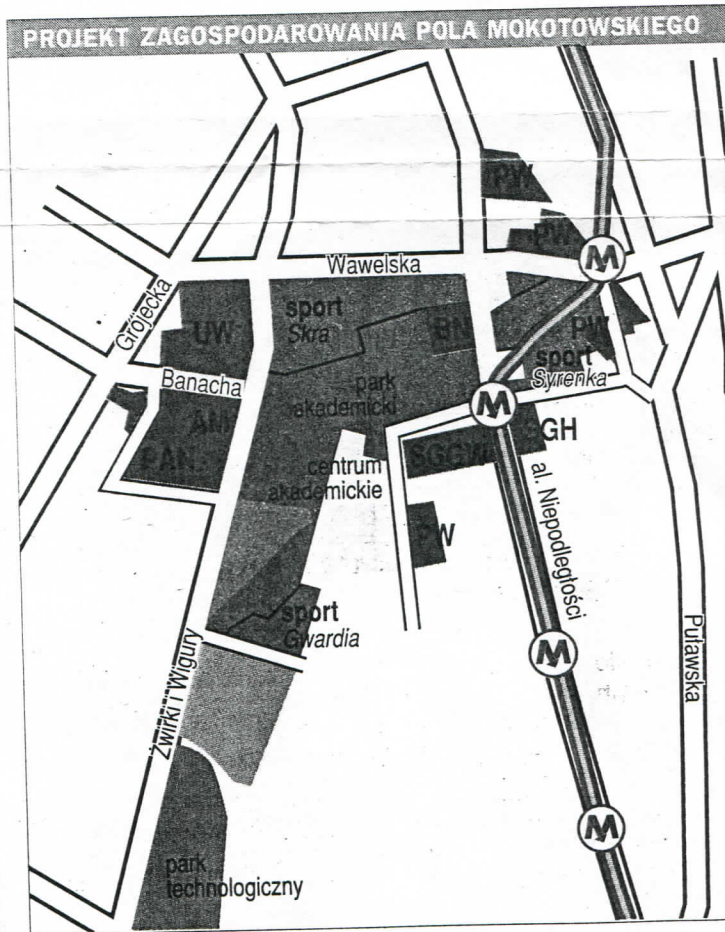 PROJEKT ZAGOSPODAROWANIA POLA MOKOTOWSKIEGO
PW
PW
M
Wawelska
Grójecka
sport
Skra
UW
BN
PW
sport
Syrenka
Banacha
park
akademicki
M
AM
PAN
SGH
SGGW
centrum
akademickie
al. Niepodległości
PW
sport
Gwardia
M
Puławska
Żwirki i Wigury
M
park
technologiczny